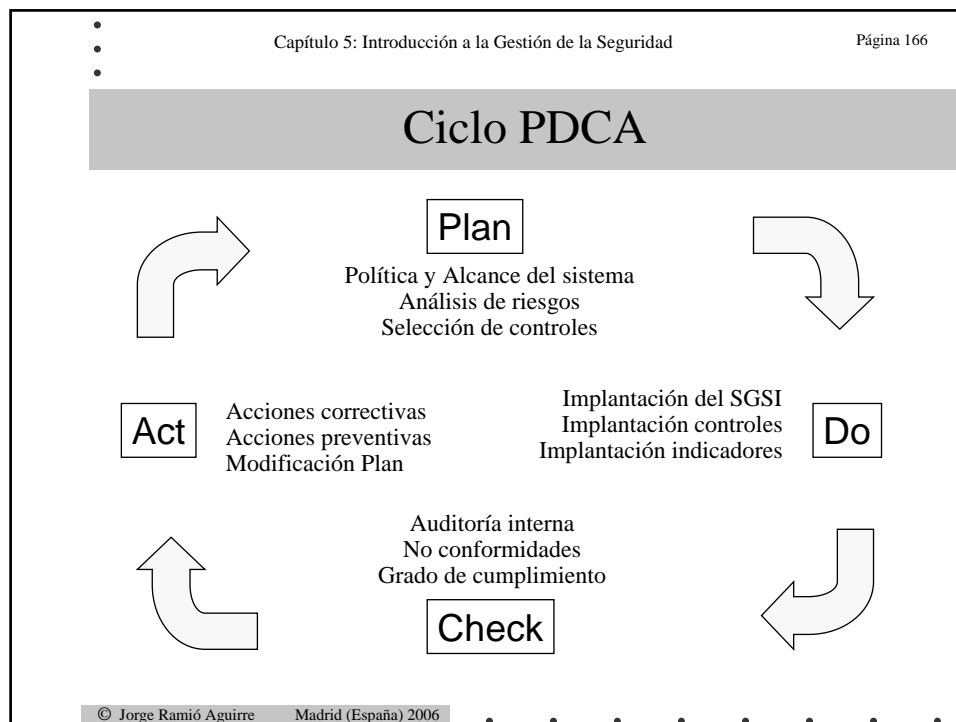 Capítulo 5: Introducción a la Gestión de la Seguridad Página 166
Ciclo PDCA
Plan
Política y Alcance del sistema
Análisis de riesgos
Selección de controles
Act
Acciones correctivas
Acciones preventivas
Modificación Plan
Implantación del SGSI
Implantación controles
Implantación indicadores
Do
Auditoría interna
No conformidades
Grado de cumplimiento
Check
© Jorge Ramió Aguirre Madrid (España) 2006